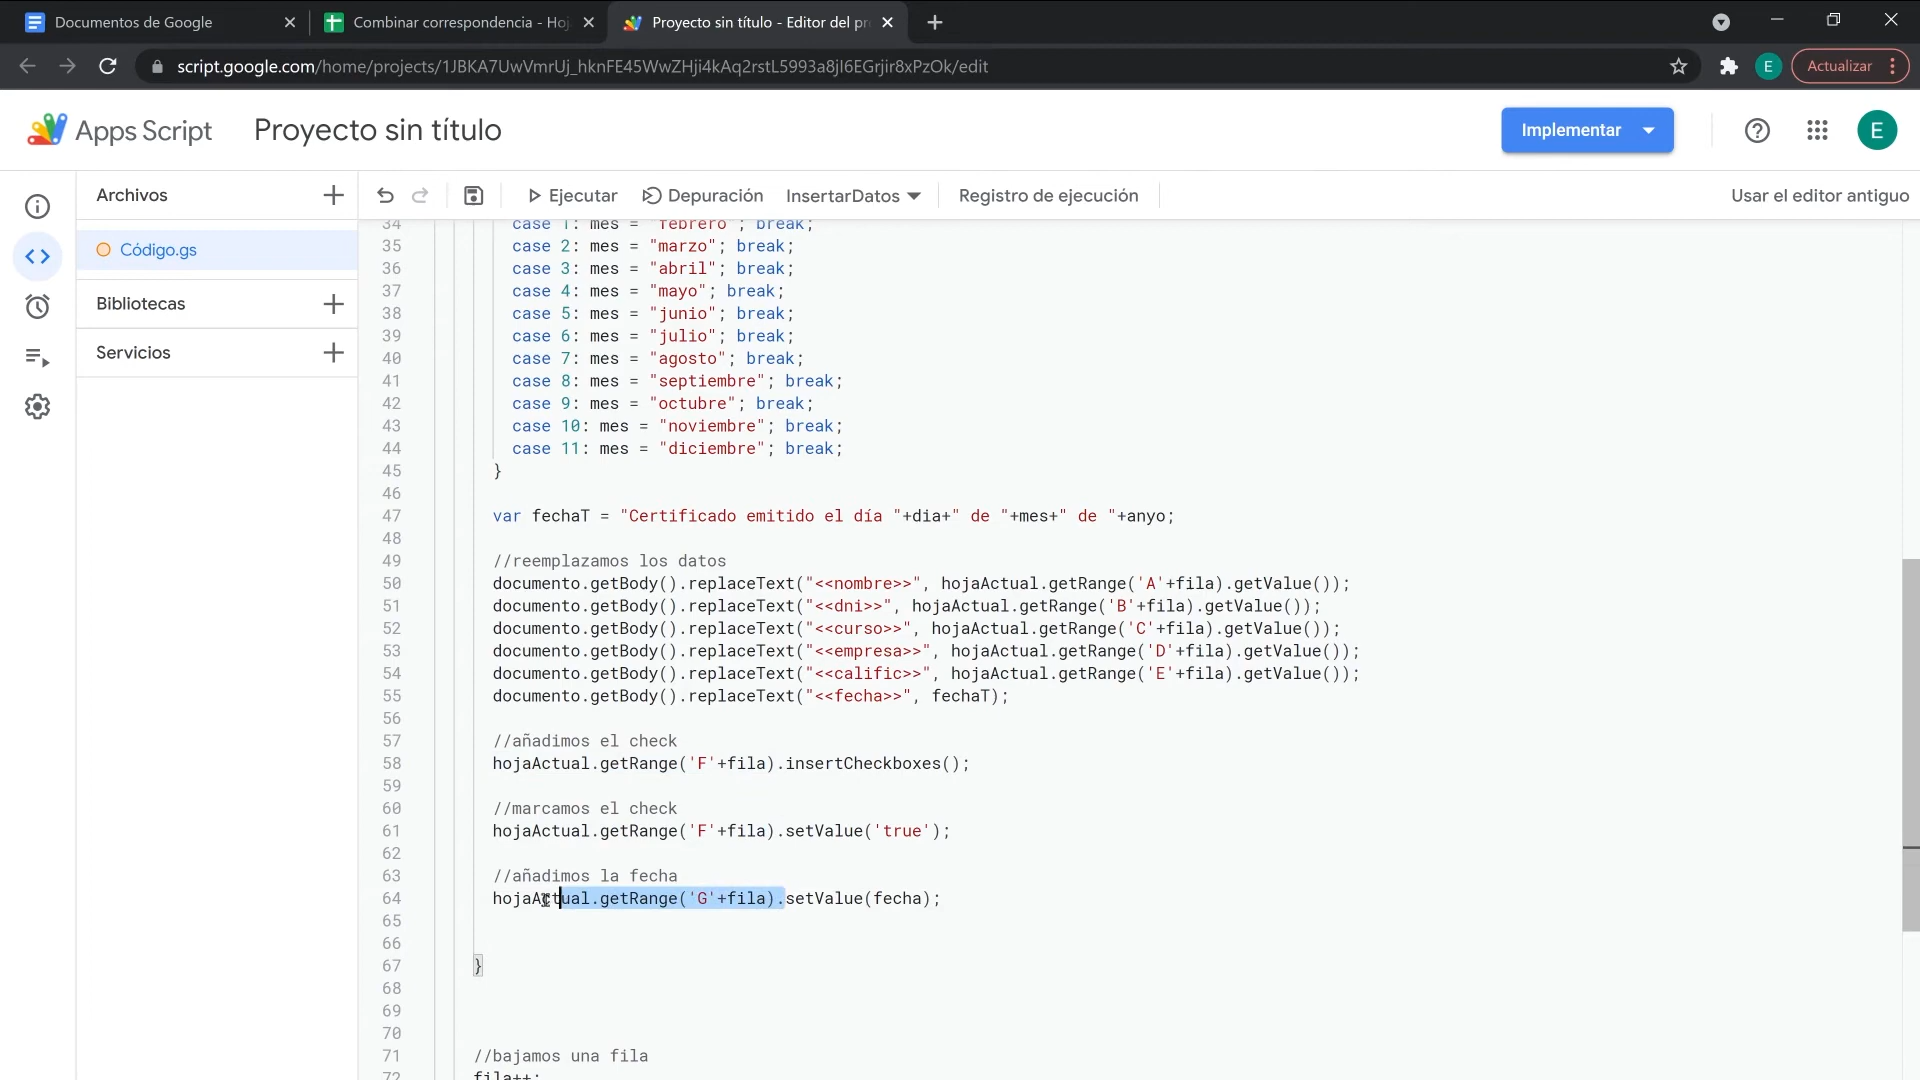 Documentos de Google
Combinar correspondencia - Hoj
Proyecto sin título - Editor del pr
script.google.com/home/projects/1JBKA7UwVmrUj_hknFE45WwZHji4kAq2rstL5993a8jI6EGrjir8xPzOk/edit
E
Actualizar
Apps Script
Proyecto sin título
Implementar
E
Archivos
Ejecutar
Depuración
InsertarDatos
Registro de ejecución
Usar el editor antiguo
Código.gs
Bibliotecas
Servicios
34 case 1: mes = "febrero"; break;
35 case 2: mes = "marzo"; break;
36 case 3: mes = "abril"; break;
37 case 4: mes = "mayo"; break;
38 case 5: mes = "junio"; break;
39 case 6: mes = "julio"; break;
40 case 7: mes = "agosto"; break;
41 case 8: mes = "septiembre"; break;
42 case 9: mes = "octubre"; break;
43 case 10: mes = "noviembre"; break;
44 case 11: mes = "diciembre"; break;
45 }
46
47 var fechaT = "Certificado emitido el día "+dia+" de "+mes+" de "+anyo;
48
49 //reemplazamos los datos
50 documento.getBody().replaceText("<<nombre>>", hojaActual.getRange('A'+fila).getValue());
51 documento.getBody().replaceText("<<dni>>", hojaActual.getRange('B'+fila).getValue());
52 documento.getBody().replaceText("<<curso>>", hojaActual.getRange('C'+fila).getValue());
53 documento.getBody().replaceText("<<empresa>>", hojaActual.getRange('D'+fila).getValue());
54 documento.getBody().replaceText("<<calific>>", hojaActual.getRange('E'+fila).getValue());
55 documento.getBody().replaceText("<<fecha>>", fechaT);
56
57 //añadimos el check
58 hojaActual.getRange('F'+fila).insertCheckboxes();
59
60 //marcamos el check
61 hojaActual.getRange('F'+fila).setValue('true');
62
63 //añadimos la fecha
64 hojaActual.getRange('G'+fila).setValue(fecha);
65
66
67 }
68
69
70
71 //bajamos una fila
72 fila++;